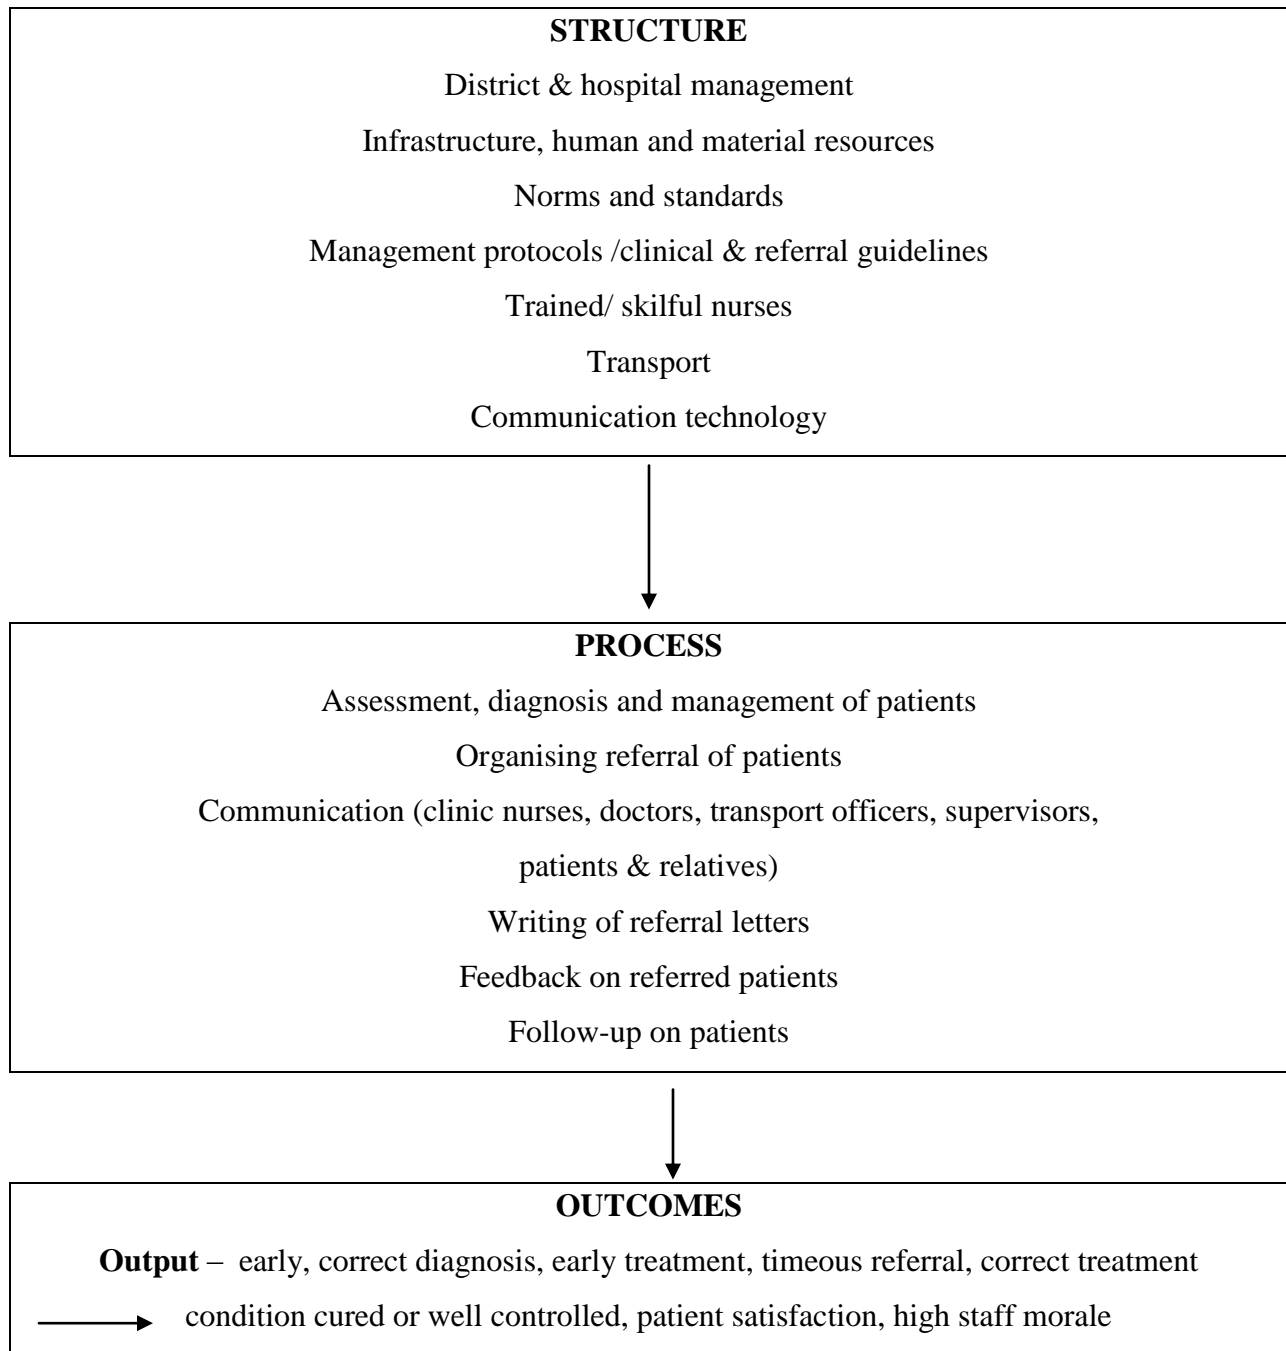 STRUCTURE
District & hospital management
Infrastructure, human and material resources
Norms and standards
Management protocols /clinical & referral guidelines
Trained/ skilful nurses
Transport
Communication technology
PROCESS
Assessment, diagnosis and management of patients
Organising referral of patients
Communication (clinic nurses, doctors, transport officers, supervisors,
patients & relatives)
Writing of referral letters
Feedback on referred patients
Follow-up on patients
OUTCOMES
Output – early, correct diagnosis, early treatment, timeous referral, correct treatment
condition cured or well controlled, patient satisfaction, high staff morale